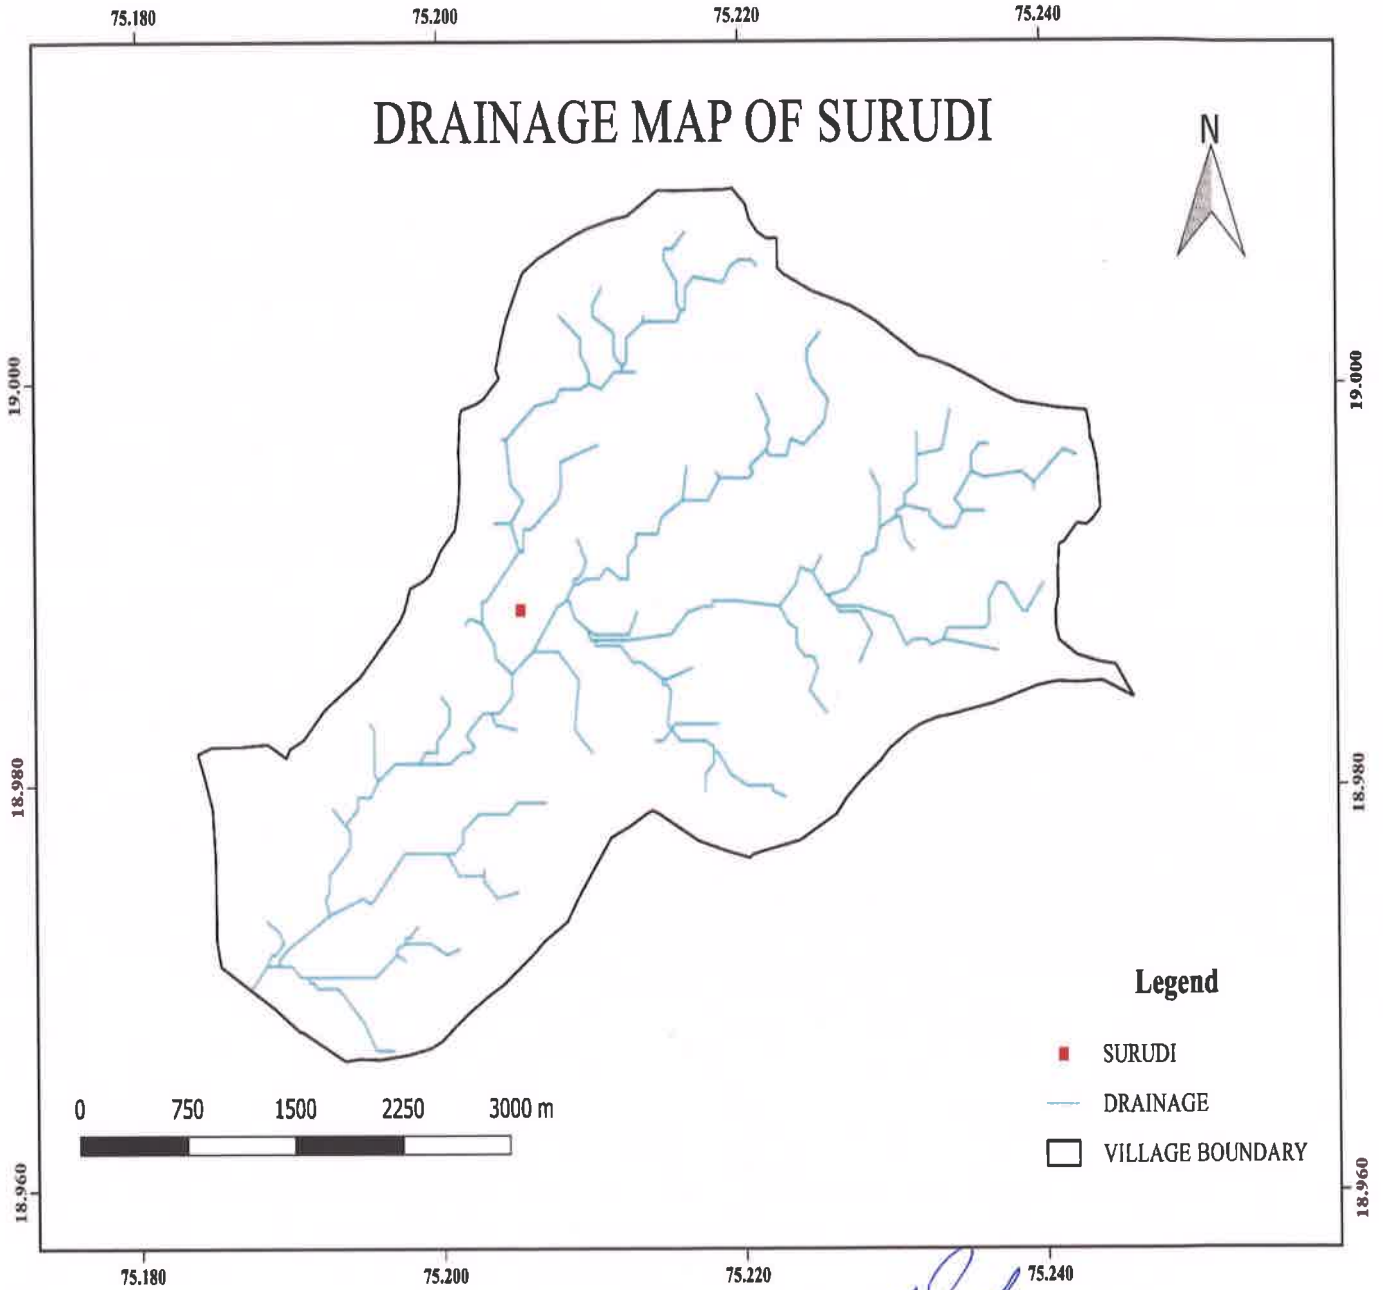 75.180 75.200 75.220 75.240
DRAINAGE MAP OF SURUDI
N
19.000 19.000
18.980 18.980
Legend
SURUDI
DRAINAGE
VILLAGE BOUNDARY
0 750 1500 2250 3000 m
18.960 18.960
75.180 75.200 75.220 75.240